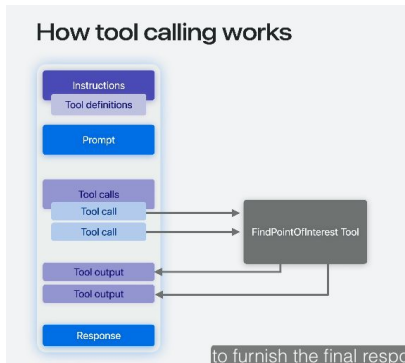 How tool calling works
Instructions
Tool definitions
Prompt
Tool calls
Tool call
Tool call
FindPointOfInterest Tool
Tool output
Tool output
Response
to furnish the final respo